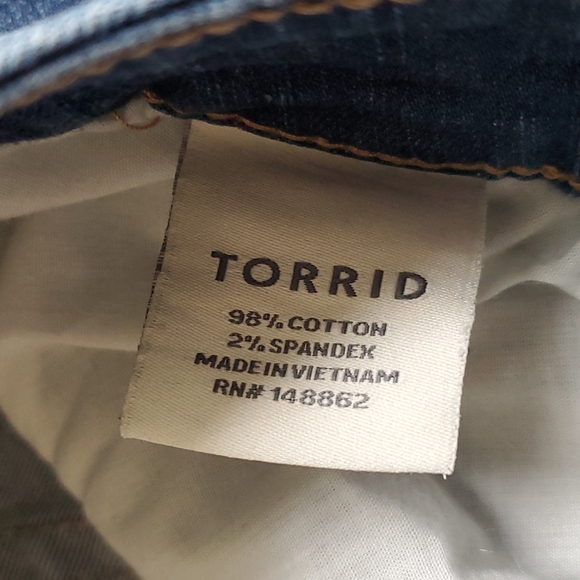 TORRID
98% COTTON
2% SPANDEX
MADE IN VIETNAM
RN# 148862